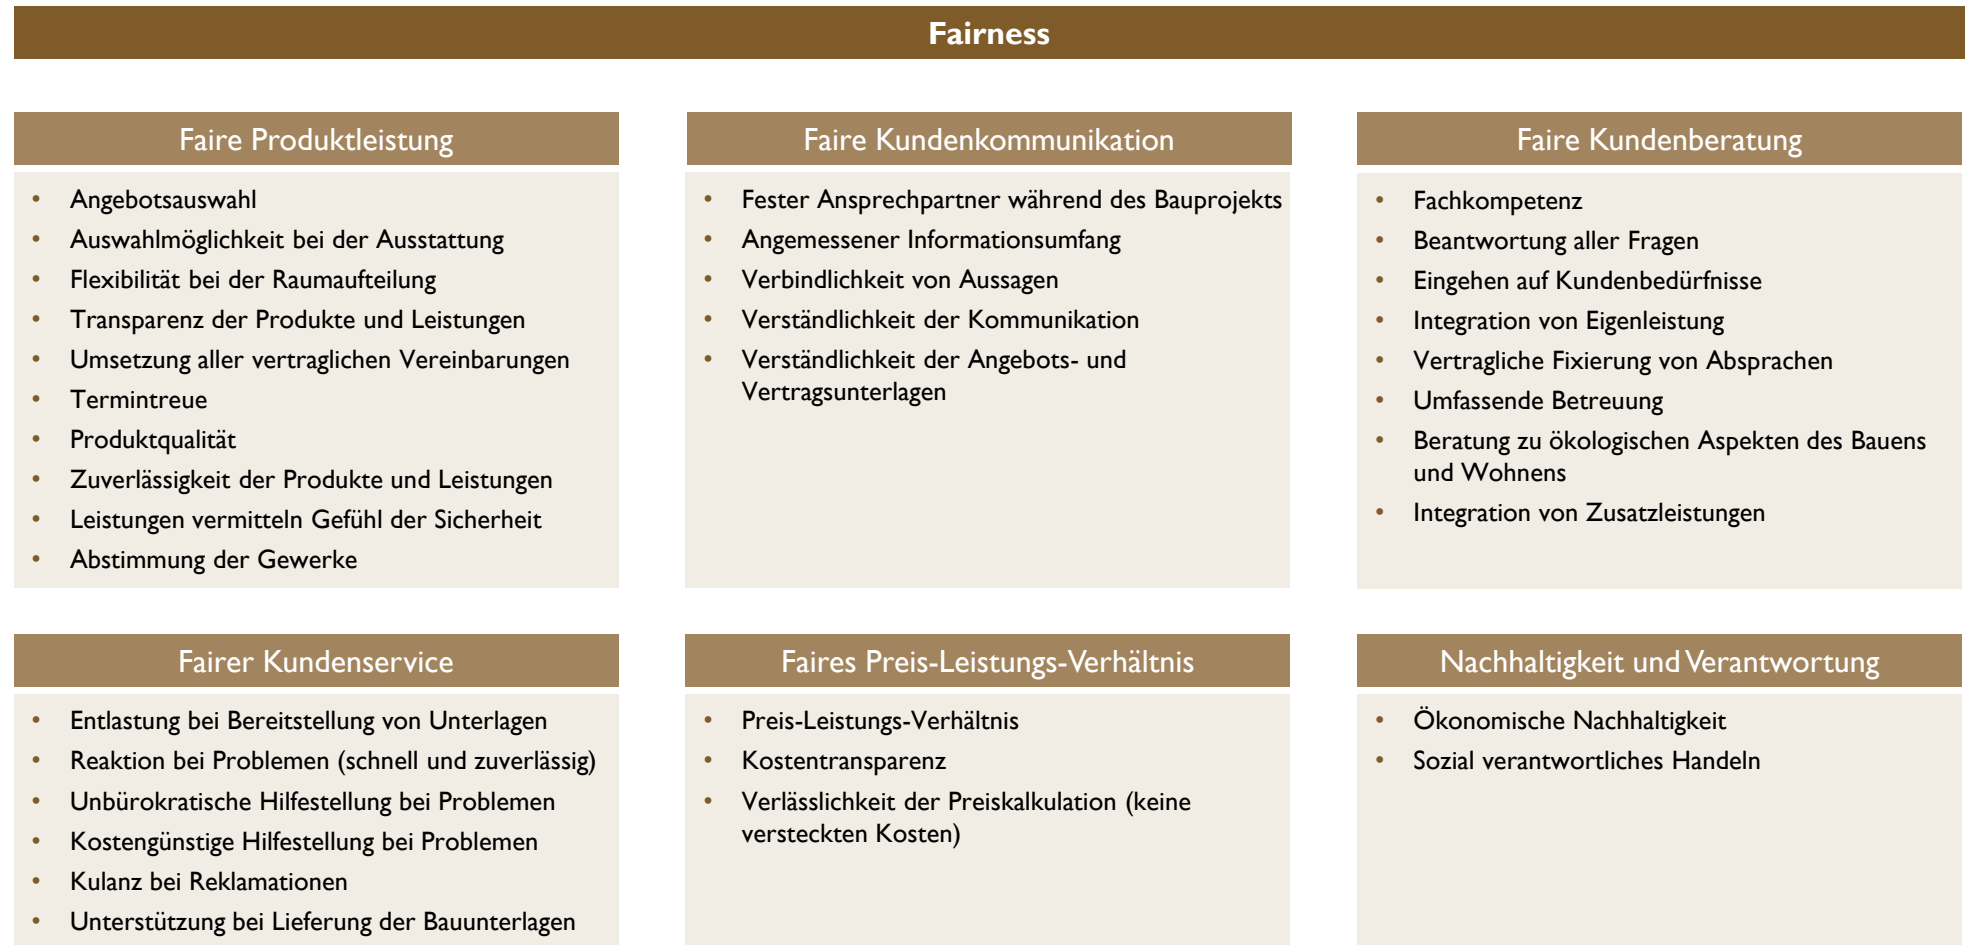 Fairness
Faire Produktleistung
• Angebotsauswahl
• Auswahlmöglichkeit bei der Ausstattung
• Flexibilität bei der Raumaufteilung
• Transparenz der Produkte und Leistungen
• Umsetzung aller vertraglichen Vereinbarungen
• Termintreue
• Produktqualität
• Zuverlässigkeit der Produkte und Leistungen
• Leistungen vermitteln Gefühl der Sicherheit
• Abstimmung der Gewerke
Faire Kundenkommunikation
• Fester Ansprechpartner während des Bauprojekts
• Angemessener Informationsumfang
• Verbindlichkeit von Aussagen
• Verständlichkeit der Kommunikation
• Verständlichkeit der Angebots- und
Vertragsunterlagen
Faire Kundenberatung
• Fachkompetenz
• Beantwortung aller Fragen
• Eingehen auf Kundenbedürfnisse
• Integration von Eigenleistung
• Vertragliche Fixierung von Absprachen
• Umfassende Betreuung
• Beratung zu ökologischen Aspekten des Bauens
und Wohnens
• Integration von Zusatzleistungen
Fairer Kundenservice
• Entlastung bei Bereitstellung von Unterlagen
• Reaktion bei Problemen (schnell und zuverlässig)
• Unbürokratische Hilfestellung bei Problemen
• Kostengünstige Hilfestellung bei Problemen
• Kulanz bei Reklamationen
• Unterstützung bei Lieferung der Bauunterlagen
Faires Preis-Leistungs-Verhältnis
• Preis-Leistungs-Verhältnis
• Kostentransparenz
• Verlässlichkeit der Preiskalkulation (keine
versteckten Kosten)
Nachhaltigkeit und Verantwortung
• Ökonomische Nachhaltigkeit
• Sozial verantwortliches Handeln